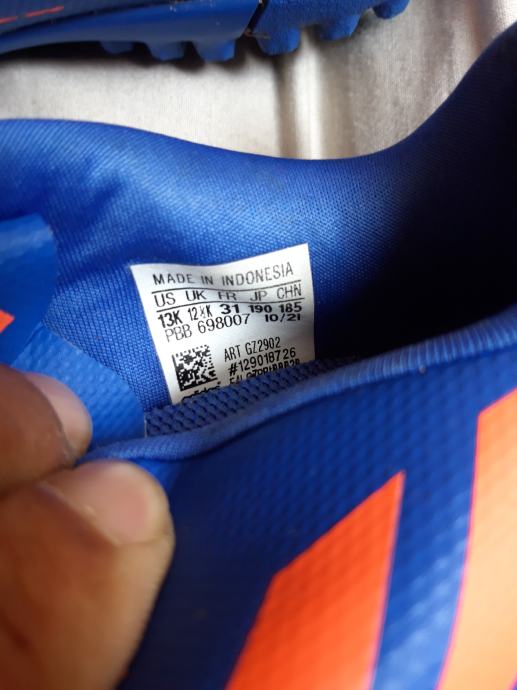 MADE IN INDONESIA
US UK FR JP CHN
13K 12½K 31 190 185
PBB 698007 10/21
ART GZ2902
#129018726
adidas